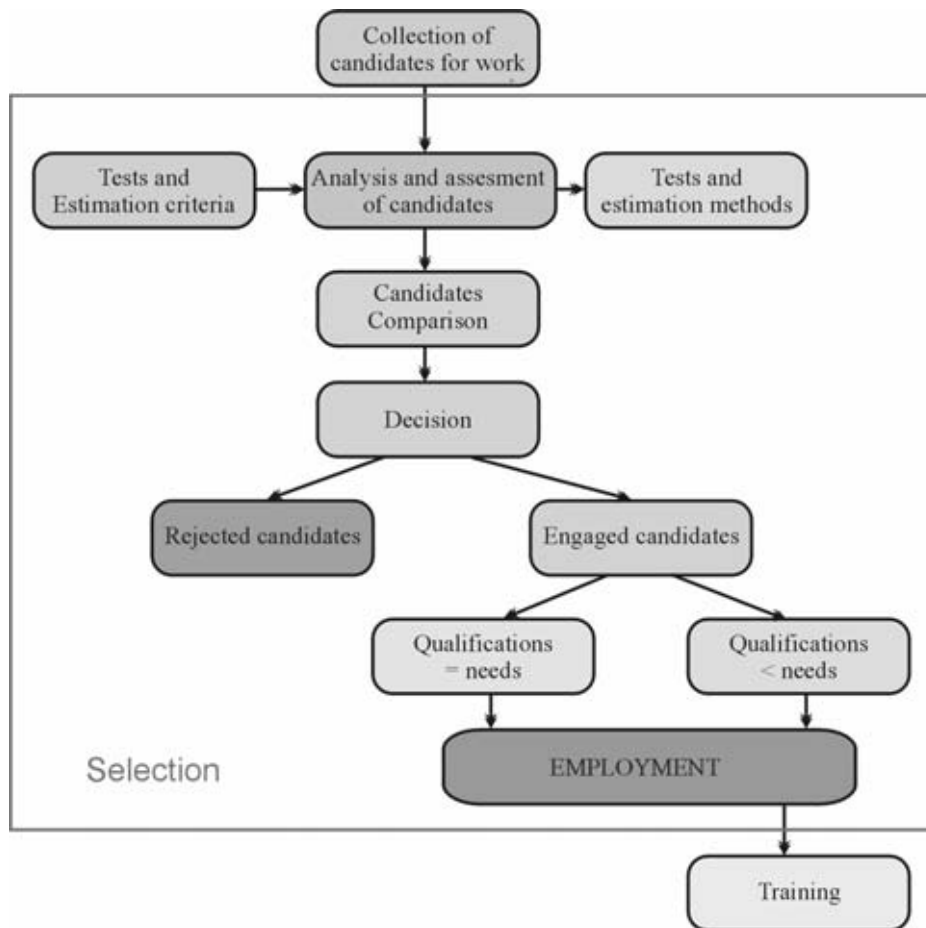 Collection of
candidates for work
Tests and
Estimation criteria
Analysis and assesment
of candidates
Tests and
estimation methods
Candidates
Comparison
Decision
Rejected candidates
Engaged candidates
Qualifications
= needs
Qualifications
< needs
EMPLOYMENT
Selection
Training